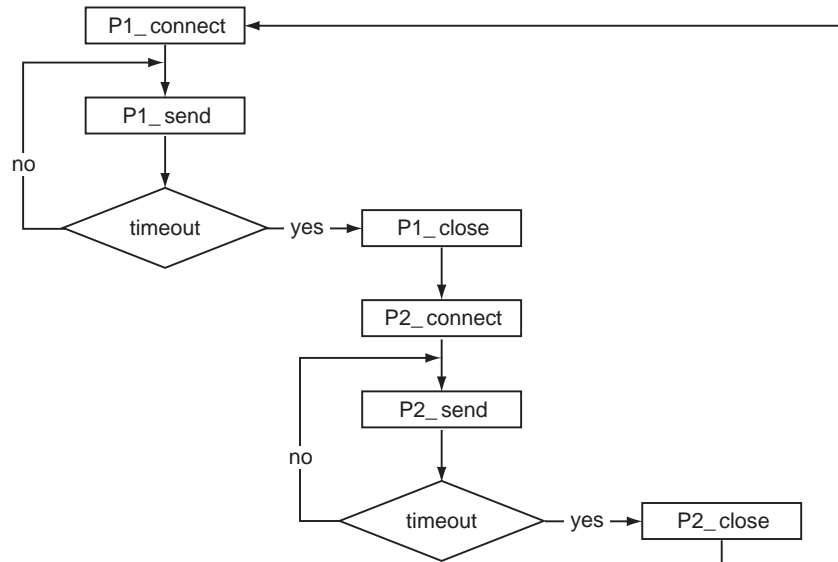 P1_connect
P1_send
no
timeout
yes
P1_close
P2_connect
P2_send
no
timeout
yes
P2_close